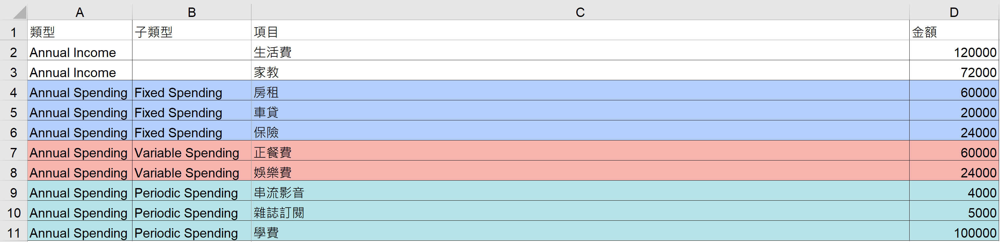 A B C D
1 類型 子類型 項目 金額
2 Annual Income 生活費 120000
3 Annual Income 家教 72000
4 Annual Spending Fixed Spending 房租 60000
5 Annual Spending Fixed Spending 車貸 20000
6 Annual Spending Fixed Spending 保險 24000
7 Annual Spending Variable Spending 正餐費 60000
8 Annual Spending Variable Spending 娛樂費 24000
9 Annual Spending Periodic Spending 串流影音 4000
10 Annual Spending Periodic Spending 雜誌訂閱 5000
11 Annual Spending Periodic Spending 學費 100000